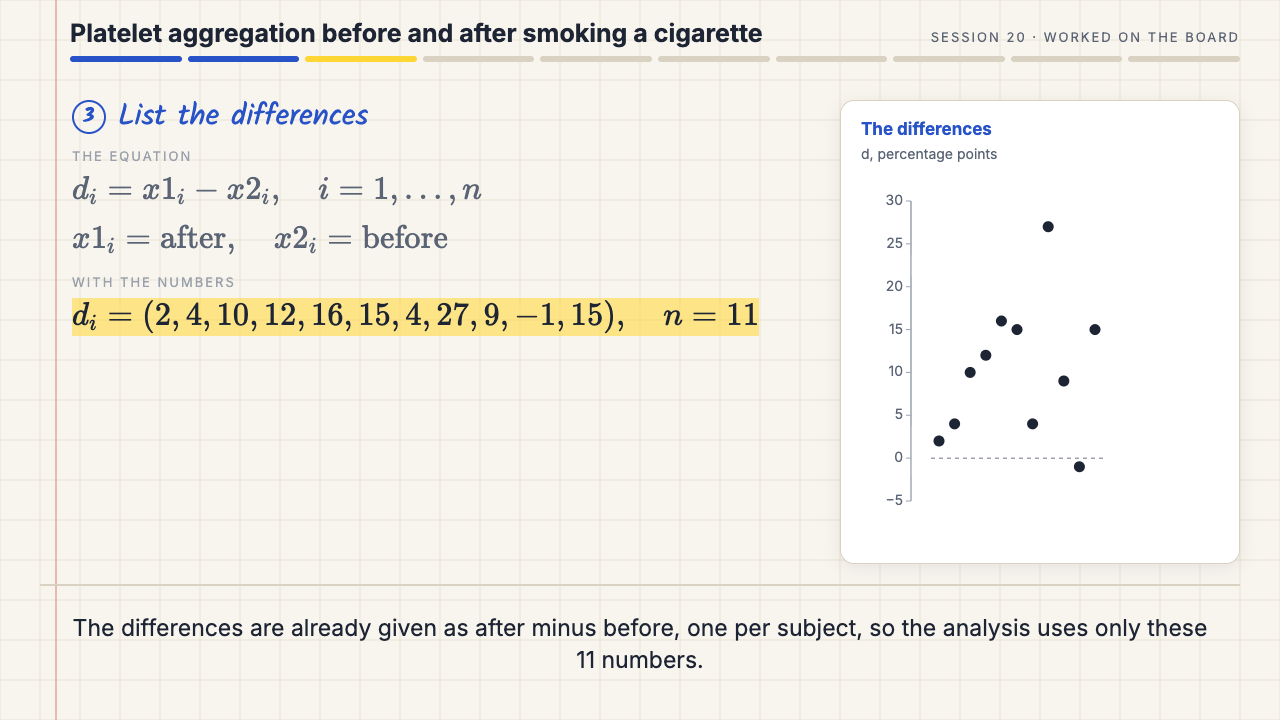 Platelet aggregation before and after smoking a cigarette
SESSION 20 · WORKED ON THE BOARD
3 List the differences
THE EQUATION
d_i = x1_i − x2_i, i = 1, . . . , n
x1_i = after, x2_i = before
WITH THE NUMBERS
d_i = (2, 4, 10, 12, 16, 15, 4, 27, 9, −1, 15), n = 11
The differences
d, percentage points
30
25
20
15
10
5
0
−5
The differences are already given as after minus before, one per subject, so the analysis uses only these
11 numbers.